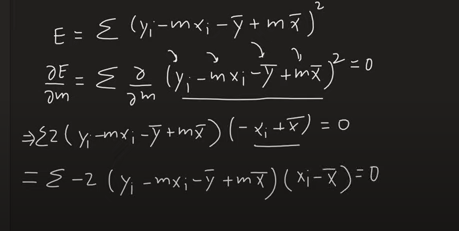 E = Σ (yᵢ - mxᵢ - ȳ + mx̄)²
∂E/∂m = Σ ∂/∂m (yᵢ - mxᵢ - ȳ + mx̄)² = 0
⇒ Σ 2 (yᵢ - mxᵢ - ȳ + mx̄) (-xᵢ + x̄) = 0
= Σ -2 (yᵢ - mxᵢ - ȳ + mx̄) (xᵢ - x̄) = 0